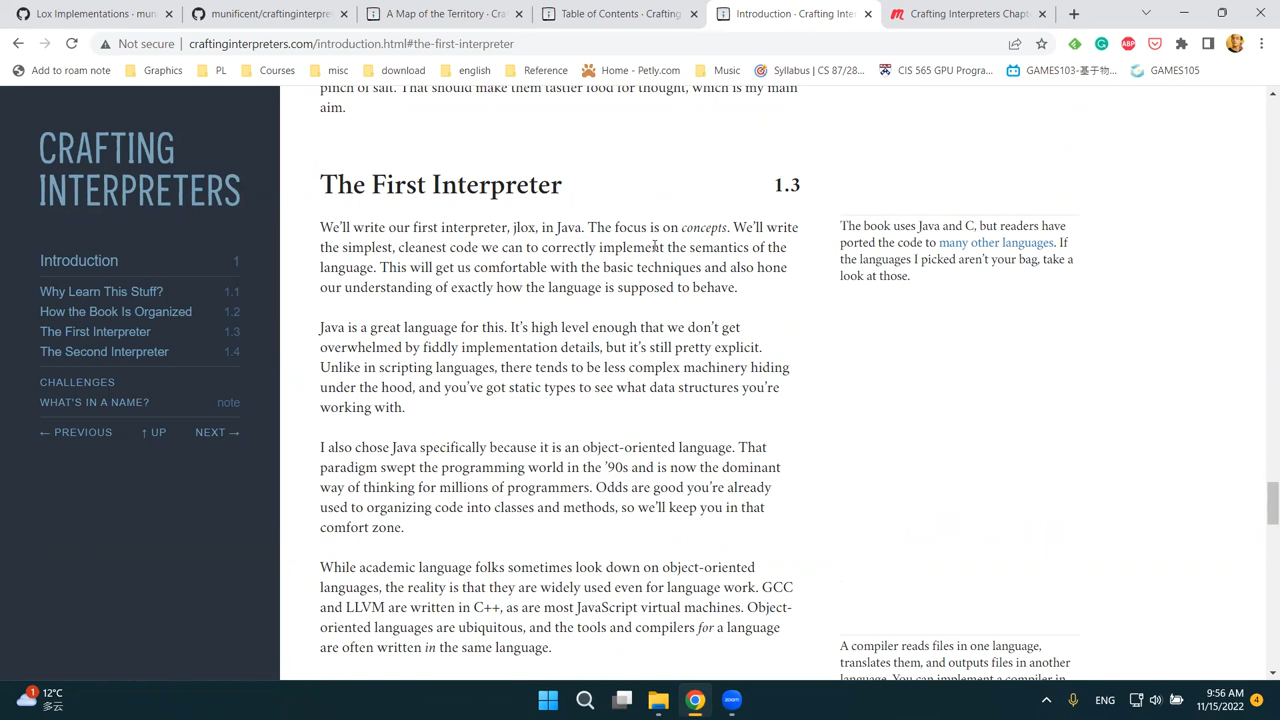 Lox Implementations · muni
munificent/craftinginterpre
A Map of the Territory · Cra
Table of Contents · Crafting
Introduction · Crafting Inte
Crafting Interpreters Chapt
Not secure | craftinginterpreters.com/introduction.html#the-first-interpreter
Add to roam note
Graphics
PL
Courses
misc
download
english
Reference
Home - Petly.com
Music
Syllabus | CS 87/28...
CIS 565 GPU Progra...
GAMES103-基于物...
GAMES105
CRAFTING
INTERPRETERS
Introduction 1
Why Learn This Stuff? 1.1
How the Book Is Organized 1.2
The First Interpreter 1.3
The Second Interpreter 1.4
CHALLENGES
WHAT'S IN A NAME? note
← PREVIOUS ↑ UP NEXT →
pinch of salt. That should make them tastier food for thought, which is my main
aim.
The First Interpreter 1.3
We'll write our first interpreter, jlox, in Java. The focus is on concepts. We'll write
the simplest, cleanest code we can to correctly implement the semantics of the
language. This will get us comfortable with the basic techniques and also hone
our understanding of exactly how the language is supposed to behave.
Java is a great language for this. It's high level enough that we don't get
overwhelmed by fiddly implementation details, but it's still pretty explicit.
Unlike in scripting languages, there tends to be less complex machinery hiding
under the hood, and you've got static types to see what data structures you're
working with.
I also chose Java specifically because it is an object-oriented language. That
paradigm swept the programming world in the '90s and is now the dominant
way of thinking for millions of programmers. Odds are good you're already
used to organizing code into classes and methods, so we'll keep you in that
comfort zone.
While academic language folks sometimes look down on object-oriented
languages, the reality is that they are widely used even for language work. GCC
and LLVM are written in C++, as are most JavaScript virtual machines. Object-
oriented languages are ubiquitous, and the tools and compilers for a language
are often written in the same language.
The book uses Java and C, but readers have
ported the code to many other languages. If
the languages I picked aren't your bag, take a
look at those.
A compiler reads files in one language,
translates them, and outputs files in another
language. You can implement a compiler in
1
12°C
多云
zoom
ENG
9:56 AM
11/15/2022
4
ABP